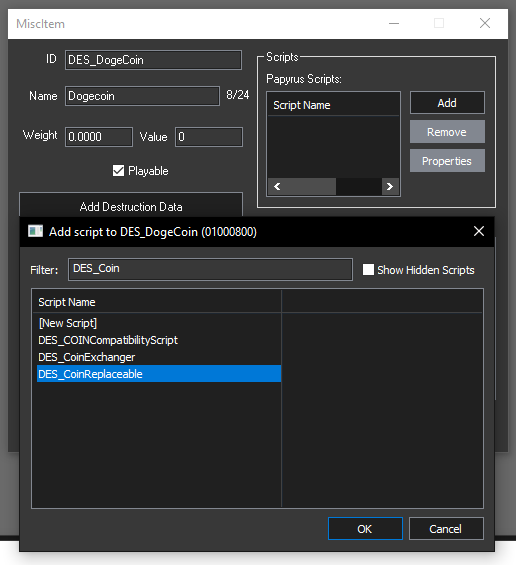 MiscItem
ID DES_DogeCoin
Name Dogecoin 8/24
Weight 0.0000 Value 0
Playable
Add Destruction Data
Scripts
Papyrus Scripts:
Script Name
Add
Remove
Properties
Add script to DES_DogeCoin (01000800)
Filter: DES_Coin
Show Hidden Scripts
Script Name
[New Script]
DES_COINCompatibilityScript
DES_CoinExchanger
DES_CoinReplaceable
OK Cancel